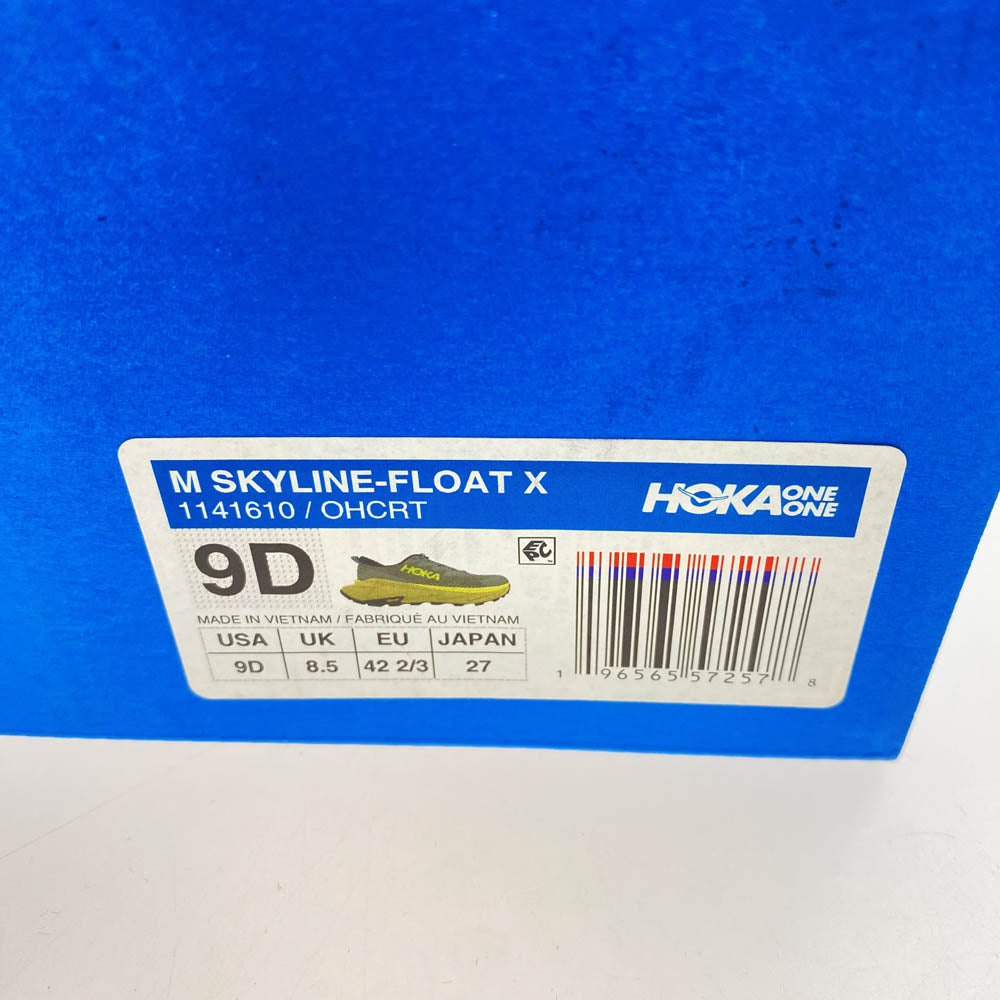 M SKYLINE-FLOAT X
1141610 / OHCRT
HOKA ONE ONE
9D
HOKA
EPC
MADE IN VIETNAM / FABRIQUÉ AU VIETNAM
USA UK EU JAPAN
9D 8.5 42 2/3 27
1 96565 57257 8